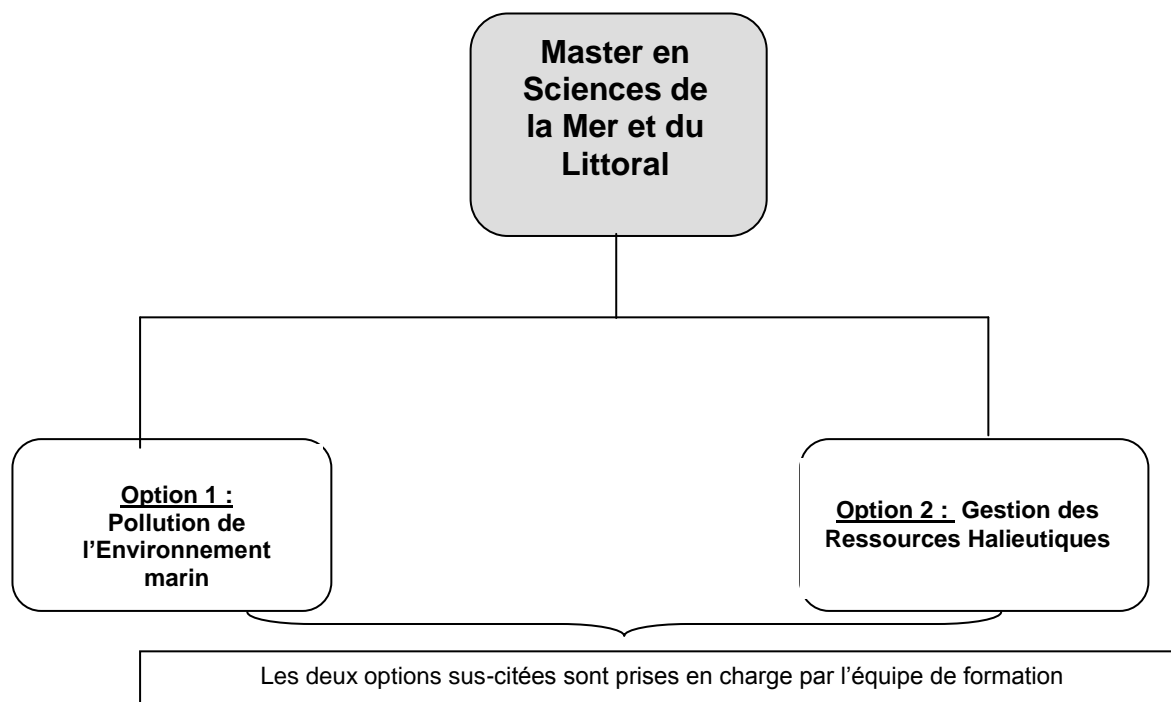 Master en
Sciences de
la Mer et du
Littoral
Option 1 :
Pollution de
l’Environnement
marin
Option 2 : Gestion des
Ressources Halieutiques
Les deux options sus-citées sont prises en charge par l’équipe de formation